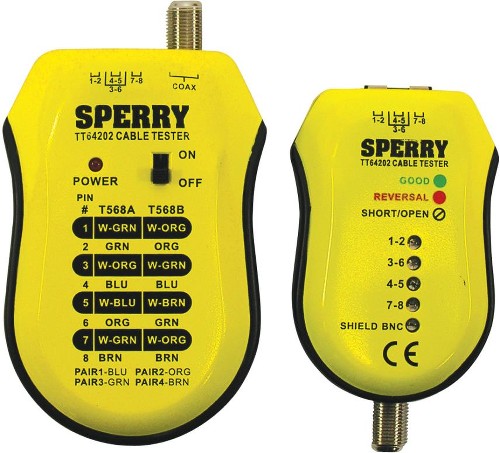 1-2 4-5 7-8
3-6
COAX
SPERRY
TT64202 CABLE TESTER
ON
POWER
OFF
PIN
# T568A T568B
1 W-GRN W-ORG
2 GRN ORG
3 W-ORG W-GRN
4 BLU BLU
5 W-BLU W-BRN
6 ORG GRN
7 W-GRN W-ORG
8 BRN BRN
PAIR1-BLU PAIR2-ORG
PAIR3-GRN PAIR4-BRN
1-2 4-5 7-8
3-6
SPERRY
TT64202 CABLE TESTER
GOOD
REVERSAL
SHORT/OPEN
1-2
3-6
4-5
7-8
SHIELD BNC
CE